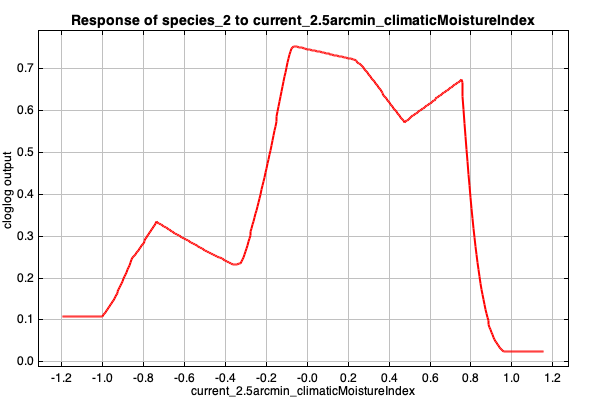 Response of species_2 to current_2.5arcmin_climaticMoistureIndex
cloglog output
0.7
0.6
0.5
0.4
0.3
0.2
0.1
0.0
-1.2 -1.0 -0.8 -0.6 -0.4 -0.2 -0.0 0.2 0.4 0.6 0.8 1.0 1.2
current_2.5arcmin_climaticMoistureIndex